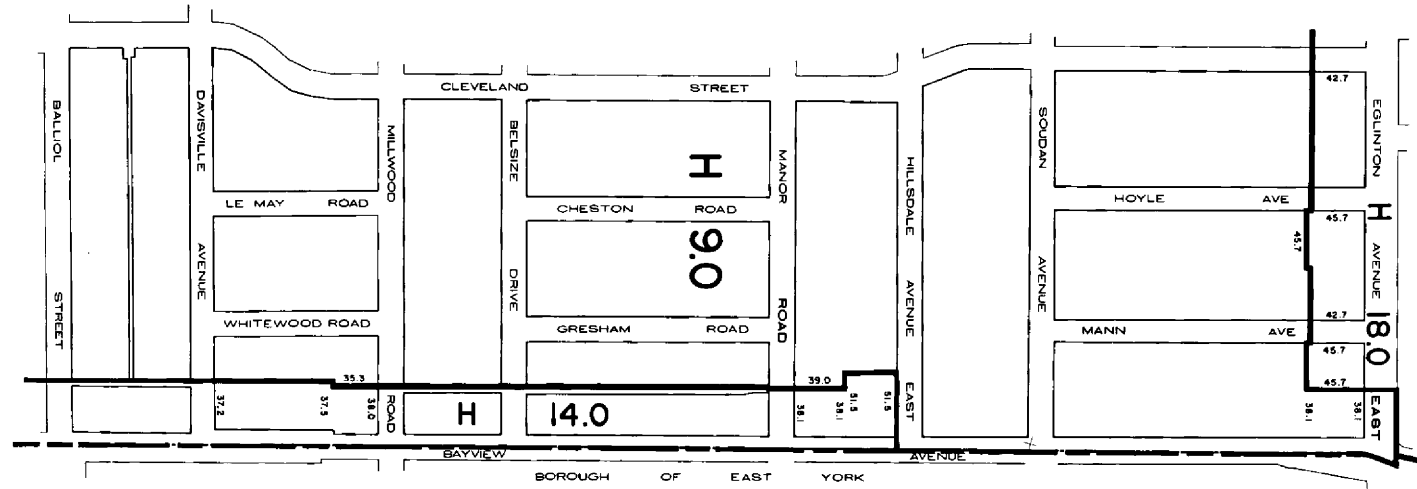 42.7
CLEVELAND STREET
BALLIOL STREET
DAVISVILLE AVENUE
MILLWOOD ROAD
BELSIZE DRIVE
MANOR ROAD
HILLSDALE AVENUE EAST
SOUDAN AVENUE
EGLINTON AVENUE EAST
H 9.0
H 18.0
LE MAY ROAD
CHESTON ROAD
HOYLE AVE
45.7
45.7
42.7
WHITEWOOD ROAD
GRESHAM ROAD
MANN AVE
45.7
45.7
35.3
39.0
37.2
37.5
38.0
H 14.0
38.1
38.1
51.5
51.5
38.1
38.1
BAYVIEW AVENUE
BOROUGH OF EAST YORK